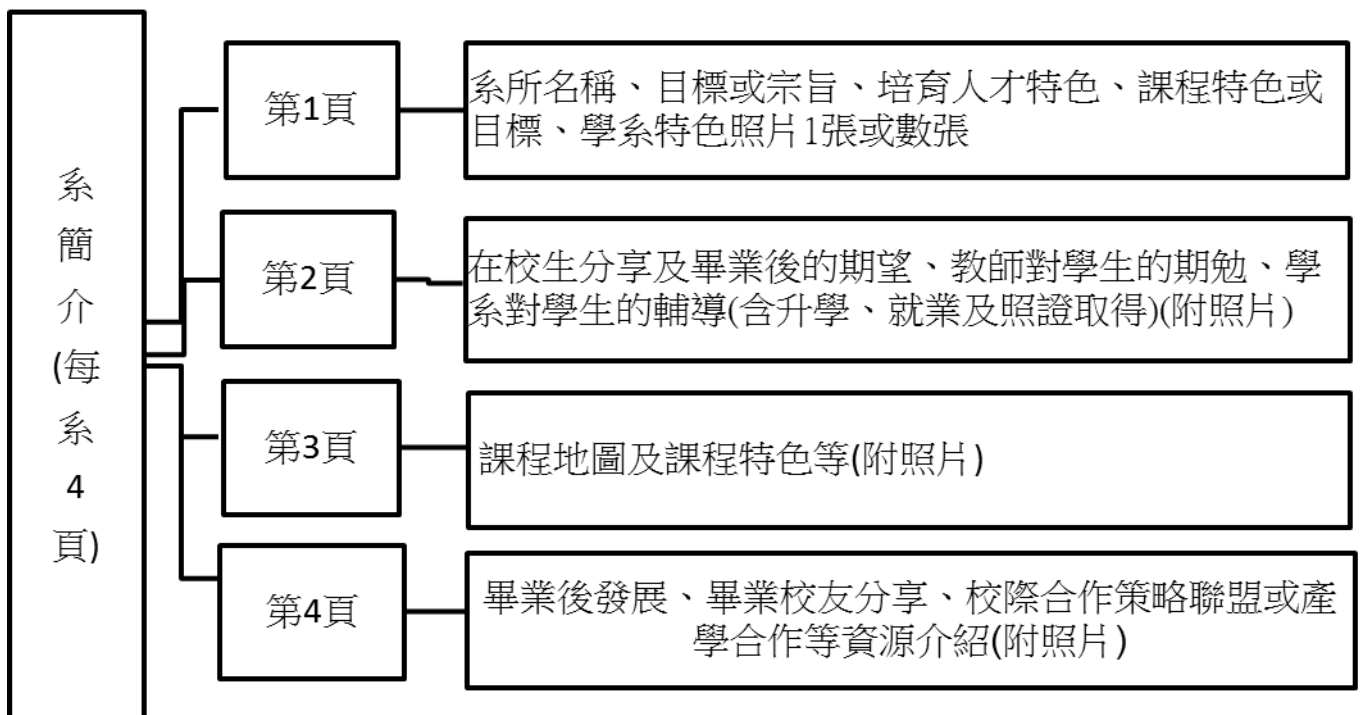 系
簡
介
(每
系
4
頁)
第1頁
系所名稱、目標或宗旨、培育人才特色、課程特色或
目標、學系特色照片1張或數張
第2頁
在校生分享及畢業後的期望、教師對學生的期勉、學
系對學生的輔導(含升學、就業及照證取得)(附照片)
第3頁
課程地圖及課程特色等(附照片)
第4頁
畢業後發展、畢業校友分享、校際合作策略聯盟或產
學合作等資源介紹(附照片)